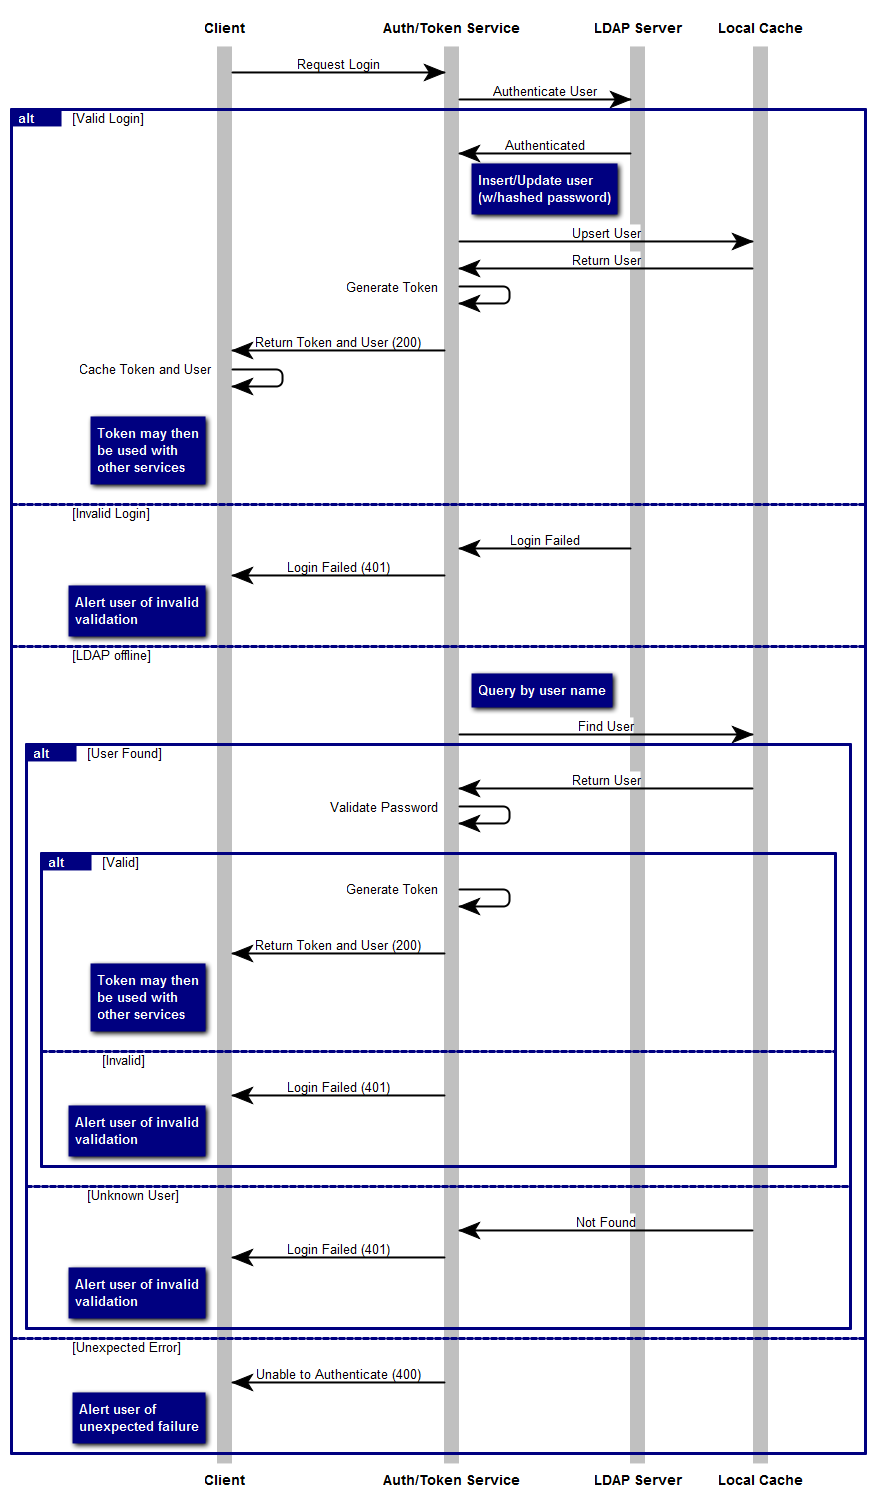 Client Auth/Token Service LDAP Server Local Cache
Request Login
Authenticate User
alt [Valid Login]
Authenticated
Insert/Update user
(w/hashed password)
Upsert User
Return User
Generate Token
Return Token and User (200)
Cache Token and User
Token may then
be used with
other services
[Invalid Login]
Login Failed
Login Failed (401)
Alert user of invalid
validation
[LDAP offline]
Query by user name
Find User
alt [User Found]
Return User
Validate Password
alt [Valid]
Generate Token
Return Token and User (200)
Token may then
be used with
other services
[Invalid]
Login Failed (401)
Alert user of invalid
validation
[Unknown User]
Not Found
Login Failed (401)
Alert user of invalid
validation
[Unexpected Error]
Unable to Authenticate (400)
Alert user of
unexpected failure
Client Auth/Token Service LDAP Server Local Cache